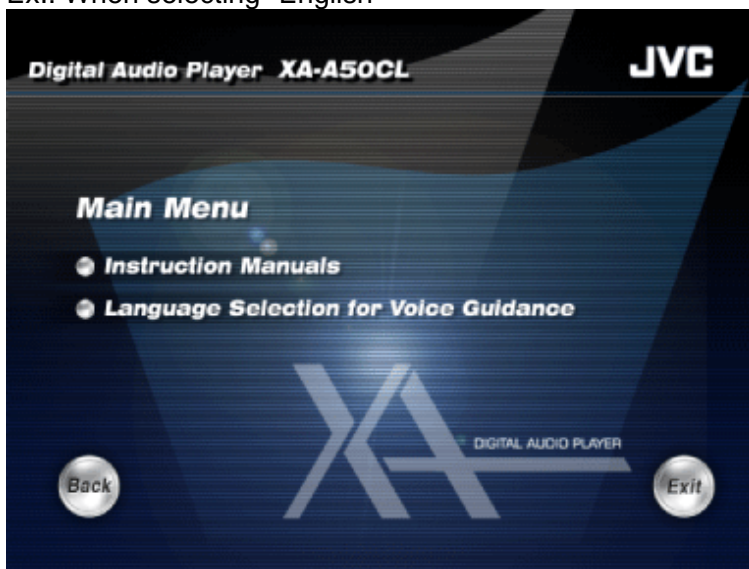 Ex.: When selecting "English"
Digital Audio Player XA-A50CL
JVC
Main Menu
Instruction Manuals
Language Selection for Voice Guidance
XA
DIGITAL AUDIO PLAYER
Back
Exit